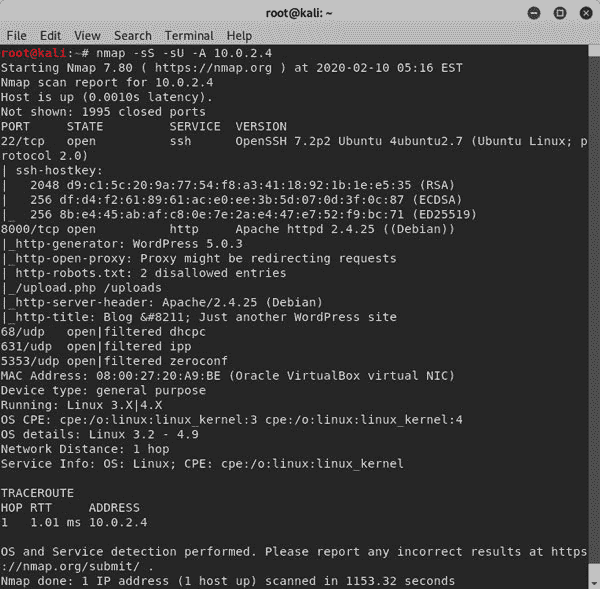 root@kali: ~
File Edit View Search Terminal Help
root@kali:~# nmap -sS -sU -A 10.0.2.4
Starting Nmap 7.80 ( https://nmap.org ) at 2020-02-10 05:16 EST
Nmap scan report for 10.0.2.4
Host is up (0.0010s latency).
Not shown: 1995 closed ports
PORT     STATE         SERVICE  VERSION
22/tcp   open          ssh      OpenSSH 7.2p2 Ubuntu 4ubuntu2.7 (Ubuntu Linux; p
rotocol 2.0)
| ssh-hostkey:
|   2048 d9:c1:5c:20:9a:77:54:f8:a3:41:18:92:1b:1e:e5:35 (RSA)
|   256 df:d4:f2:61:89:61:ac:e0:ee:3b:5d:07:0d:3f:0c:87 (ECDSA)
|_  256 8b:e4:45:ab:af:c8:0e:7e:2a:e4:47:e7:52:f9:bc:71 (ED25519)
8000/tcp open          http     Apache httpd 2.4.25 ((Debian))
|_http-generator: WordPress 5.0.3
|_http-open-proxy: Proxy might be redirecting requests
| http-robots.txt: 2 disallowed entries
|_/upload.php /uploads
|_http-server-header: Apache/2.4.25 (Debian)
|_http-title: Blog &#8211; Just another WordPress site
68/udp   open|filtered dhcpc
631/udp  open|filtered ipp
5353/udp open|filtered zeroconf
MAC Address: 08:00:27:20:A9:BE (Oracle VirtualBox virtual NIC)
Device type: general purpose
Running: Linux 3.X|4.X
OS CPE: cpe:/o:linux:linux_kernel:3 cpe:/o:linux:linux_kernel:4
OS details: Linux 3.2 - 4.9
Network Distance: 1 hop
Service Info: OS: Linux; CPE: cpe:/o:linux:linux_kernel
TRACEROUTE
HOP RTT     ADDRESS
1   1.01 ms 10.0.2.4
OS and Service detection performed. Please report any incorrect results at https
://nmap.org/submit/ .
Nmap done: 1 IP address (1 host up) scanned in 1153.32 seconds